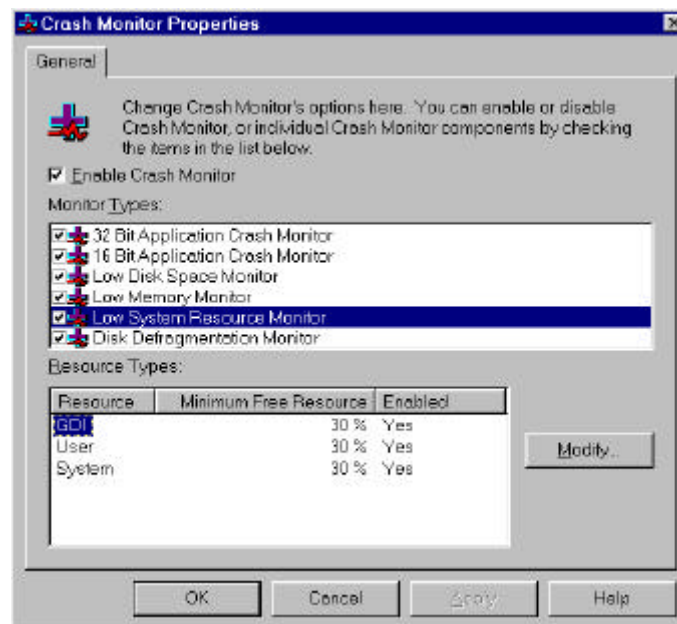 Crash Monitor Properties
General
Change Crash Monitor's options here. You can enable or disable
Crash Monitor, or individual Crash Monitor components by checking
the items in the list below.
Enable Crash Monitor
Monitor Types:
32 Bit Application Crash Monitor
16 Bit Application Crash Monitor
Low Disk Space Monitor
Low Memory Monitor
Low System Resource Monitor
Disk Defragmentation Monitor
Resource Types:
Resource Minimum Free Resource Enabled
GDI 30 % Yes
User 30 % Yes
System 30 % Yes
Modify...
OK Cancel Apply Help